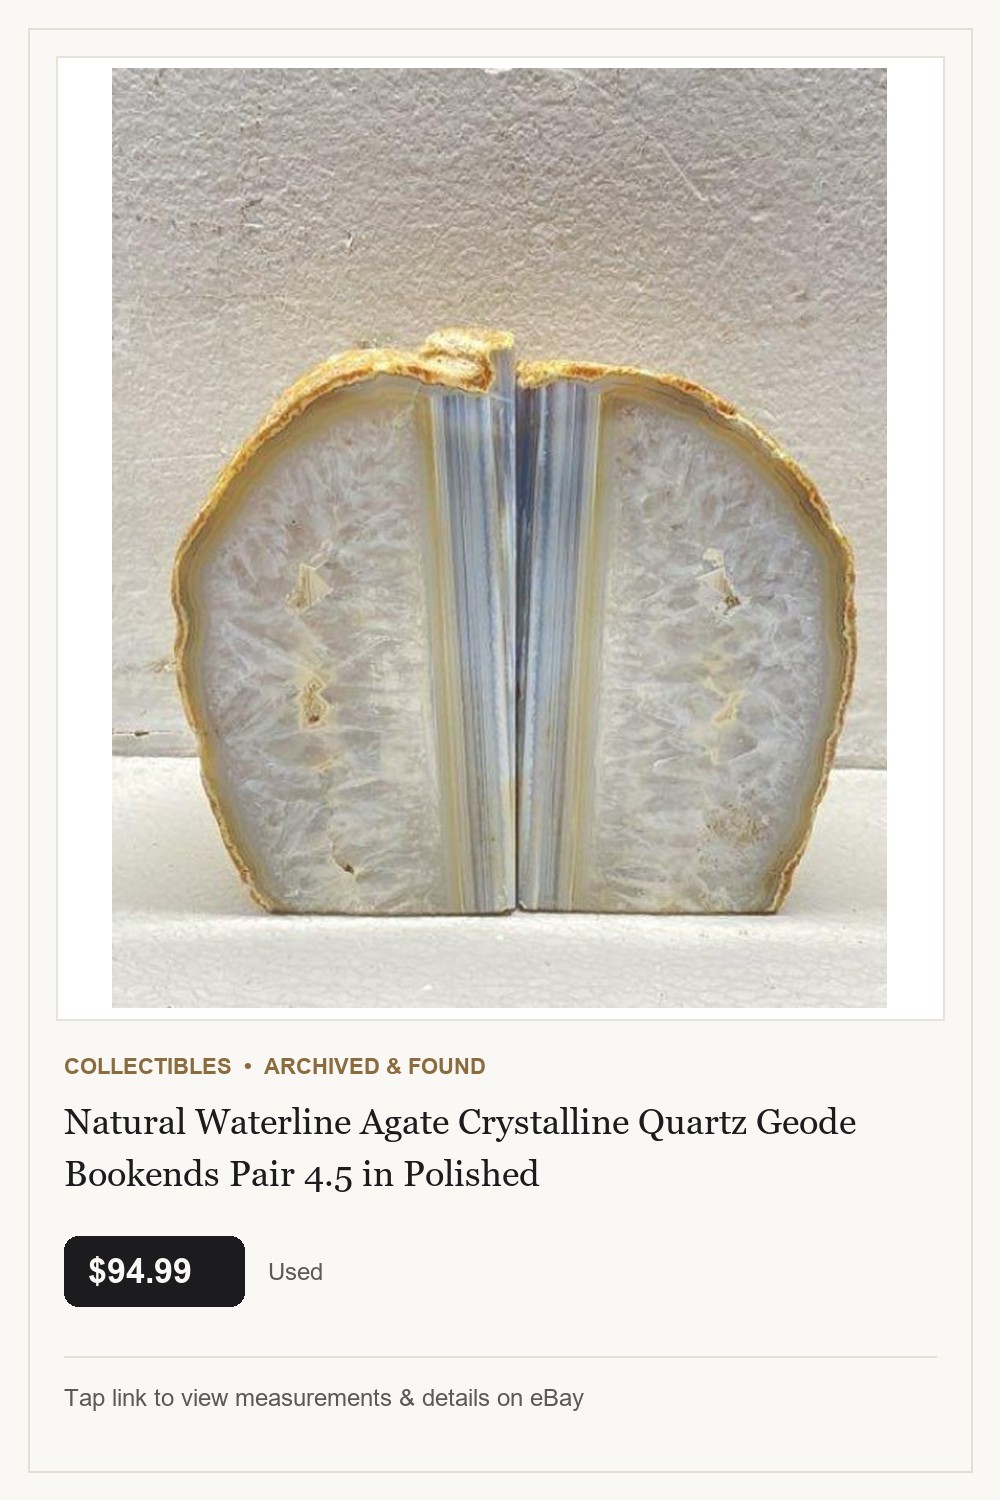 COLLECTIBLES • ARCHIVED & FOUND
Natural Waterline Agate Crystalline Quartz Geode
Bookends Pair 4.5 in Polished
$94.99
Used
Tap link to view measurements & details on eBay